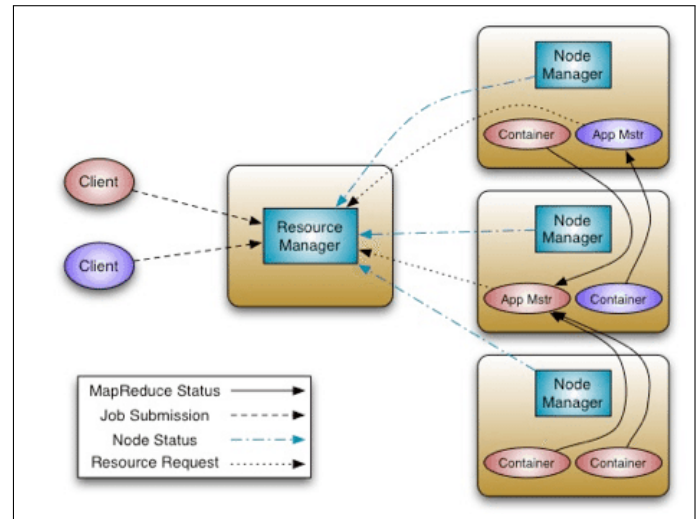 Node
Manager
Container
App Mstr
Client
Resource
Manager
Client
Node
Manager
App Mstr
Container
Node
Manager
Container
Container
MapReduce Status
Job Submission
Node Status
Resource Request